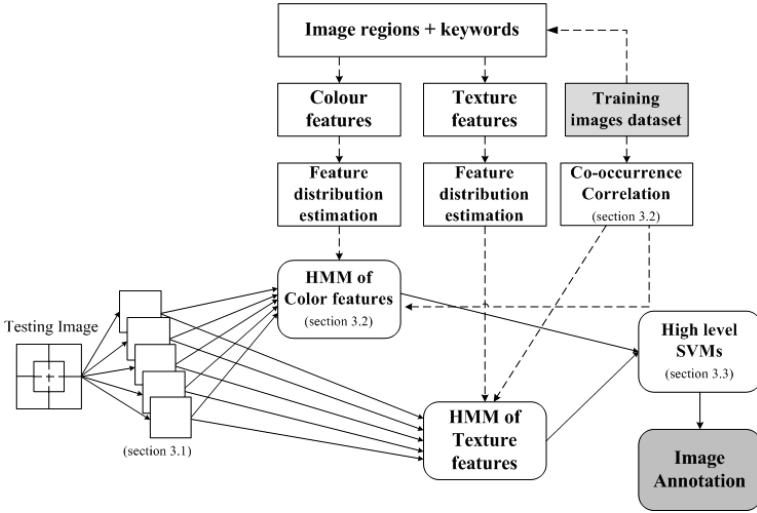 Image regions + keywords
Colour
features
Texture
features
Training
images dataset
Feature
distribution
estimation
Feature
distribution
estimation
Co-occurrence
Correlation
(section 3.2)
HMM of
Color features
(section 3.2)
Testing Image
(section 3.1)
High level
SVMs
(section 3.3)
HMM of
Texture
features
Image
Annotation